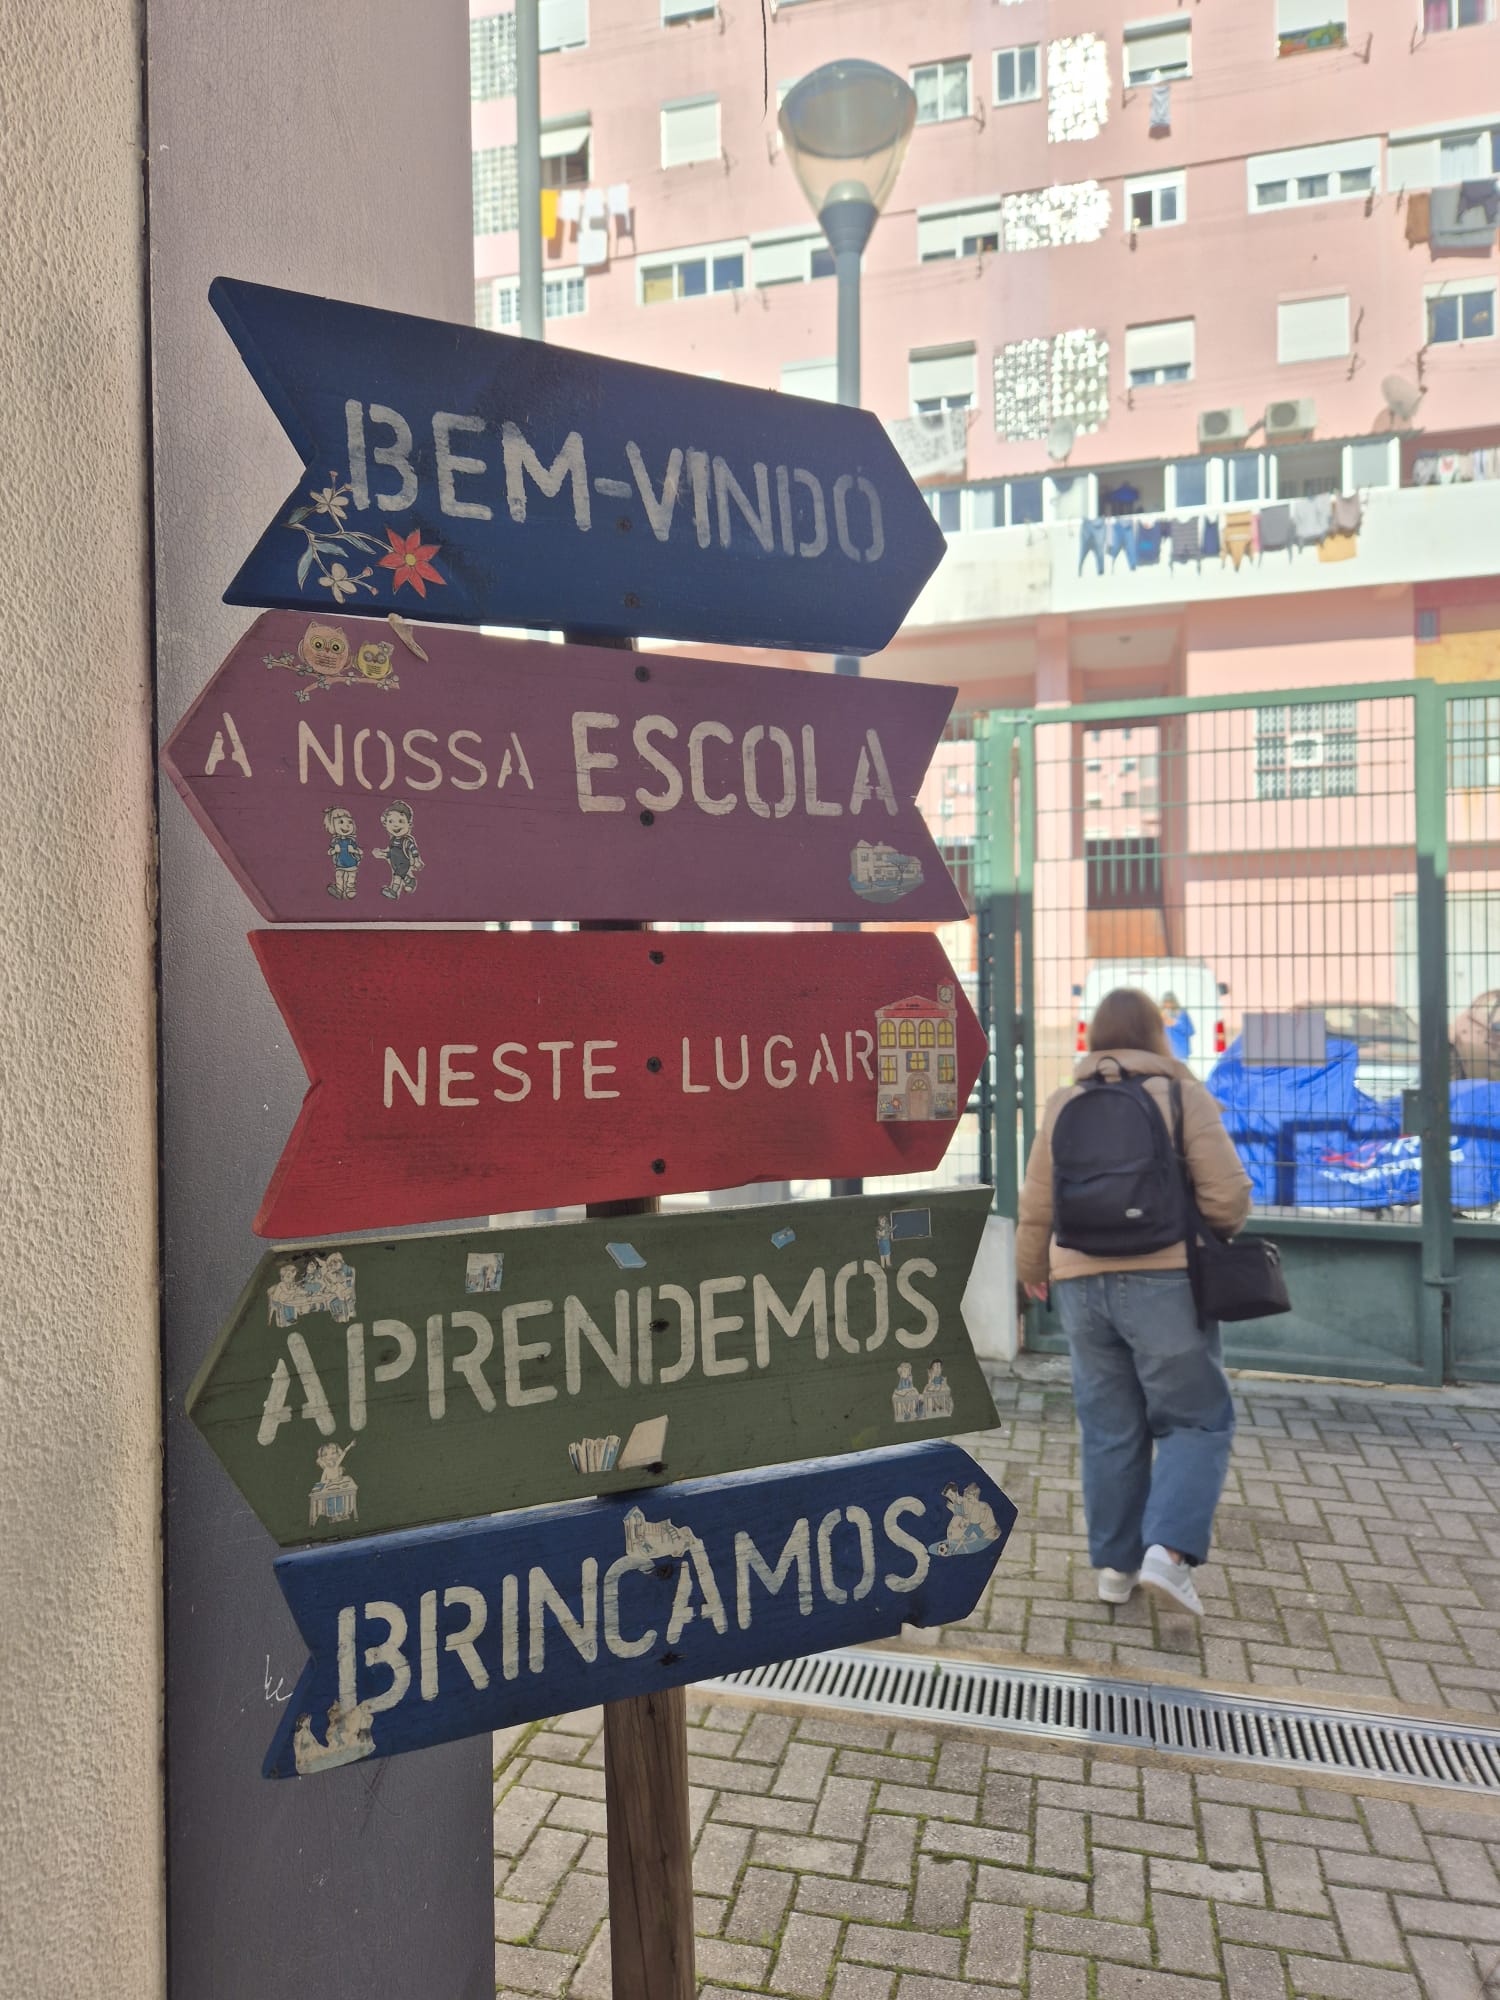 BEM-VINDO
A NOSSA ESCOLA
NESTE LUGAR
APRENDEMOS
BRINCAMOS